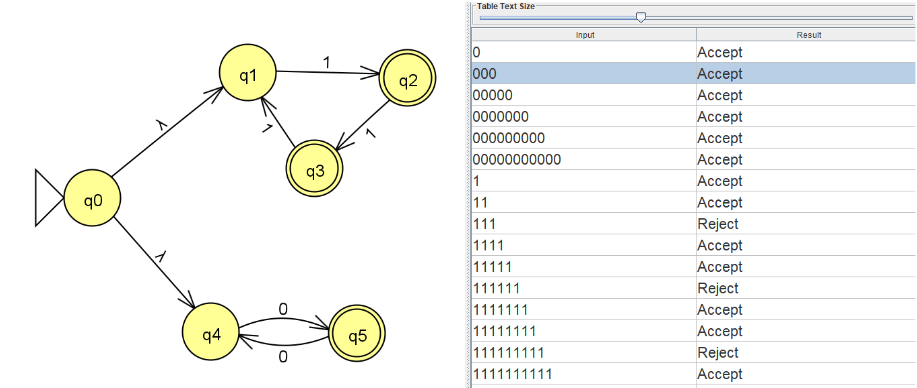 Table Text Size
Input Result
0 Accept
000 Accept
00000 Accept
0000000 Accept
000000000 Accept
00000000000 Accept
1 Accept
11 Accept
111 Reject
1111 Accept
11111 Accept
111111 Reject
1111111 Accept
11111111 Accept
111111111 Reject
1111111111 Accept
q1
1
q2
λ
1
1
q3
q0
λ
q4
0
0
q5